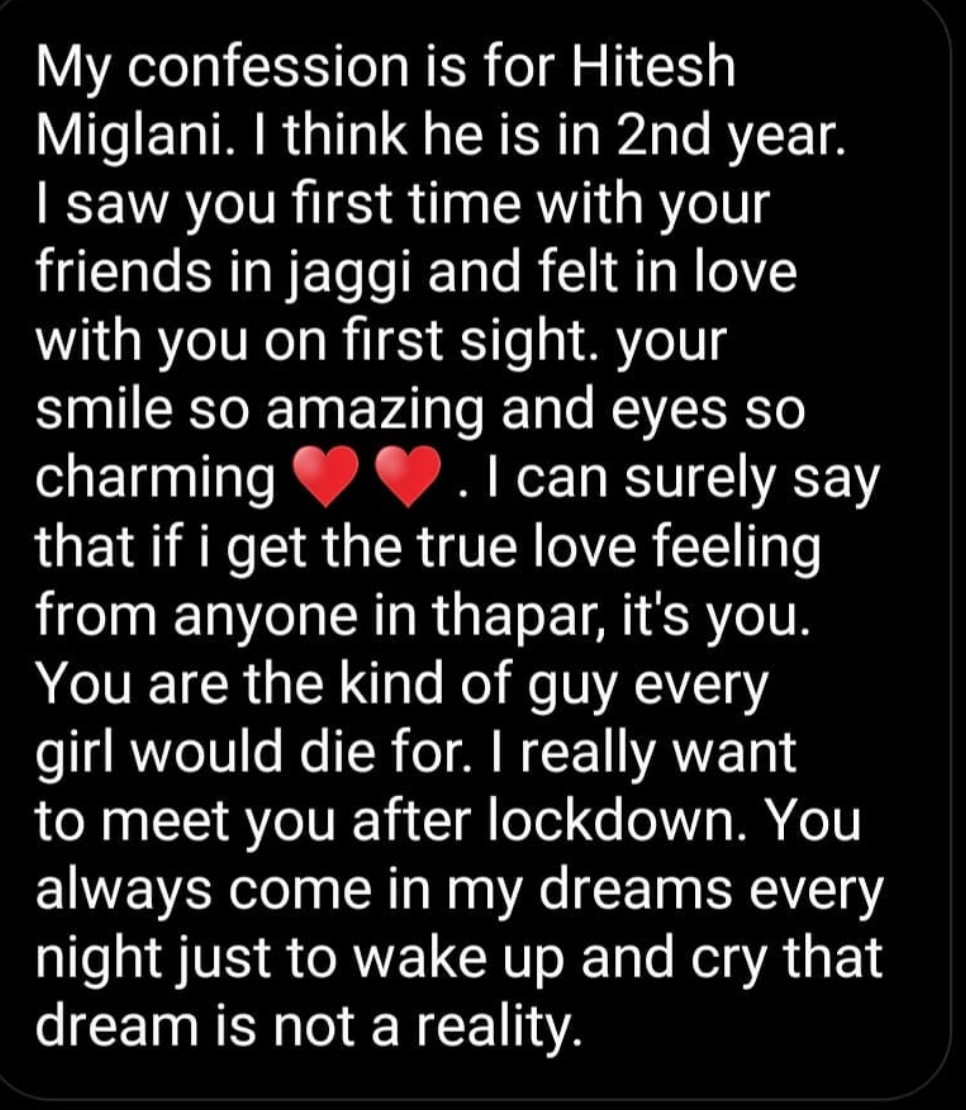 My confession is for Hitesh
Miglani. I think he is in 2nd year.
I saw you first time with your
friends in jaggi and felt in love
with you on first sight. your
smile so amazing and eyes so
charming ♥️ ♥️ . I can surely say
that if i get the true love feeling
from anyone in thapar, it's you.
You are the kind of guy every
girl would die for. I really want
to meet you after lockdown. You
always come in my dreams every
night just to wake up and cry that
dream is not a reality.